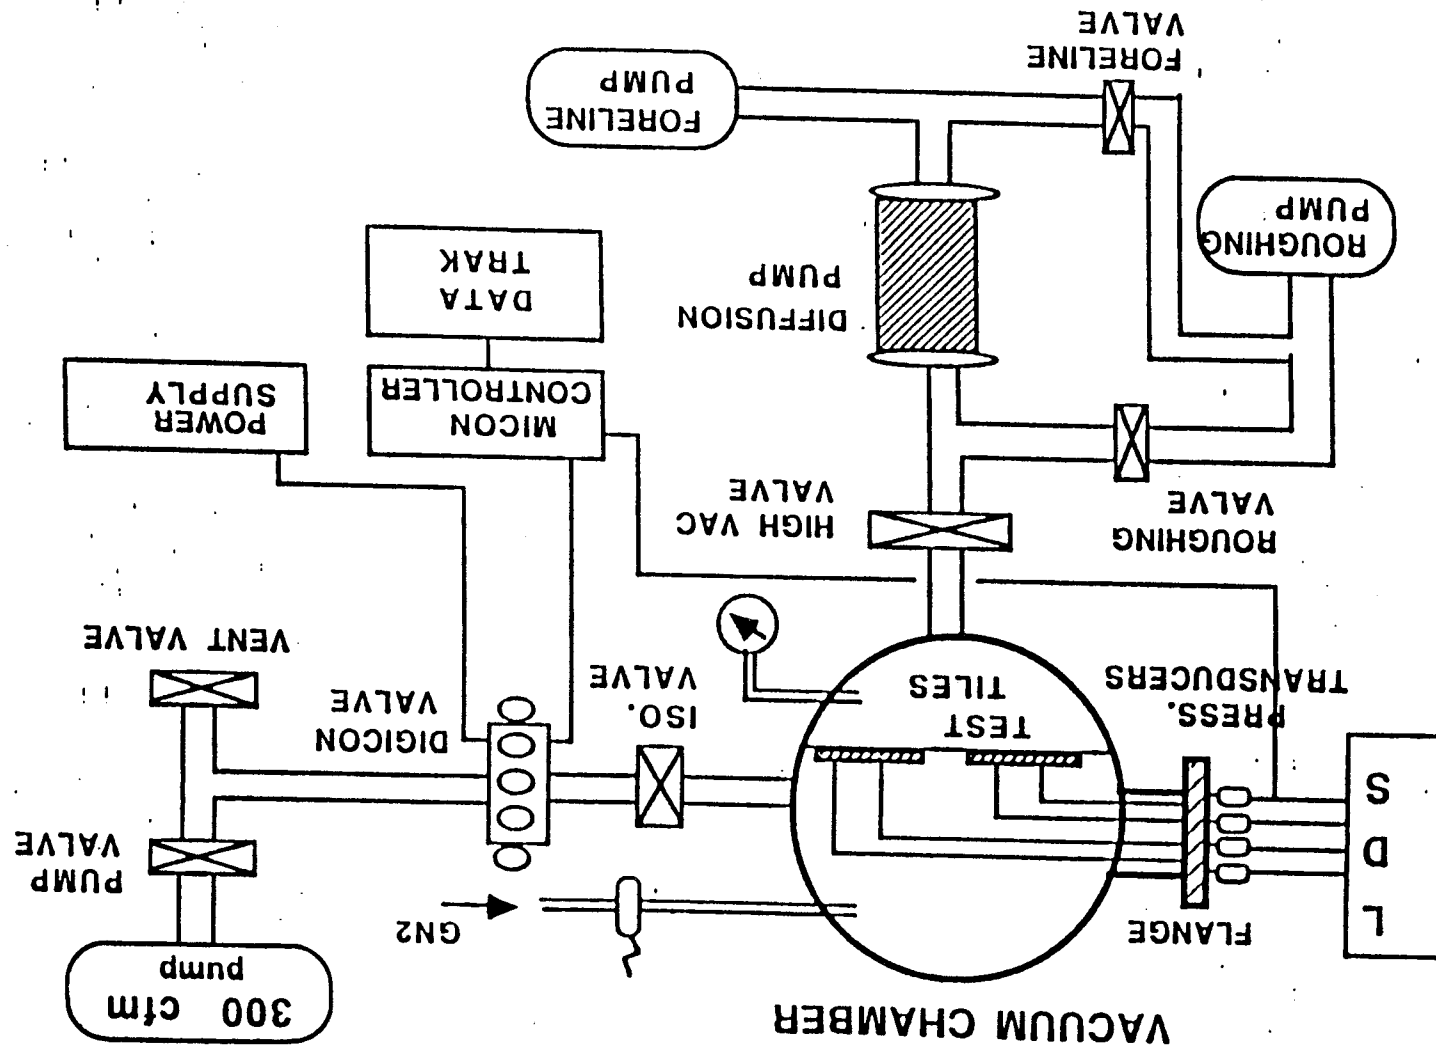 VACUUM CHAMBER
300 cfm
pump
L
D
S
FLANGE
GN2
PUMP
VALVE
PRESS.
TRANSDUCERS
TEST
TILES
ISO.
VALVE
DIGICON
VALVE
VENT VALVE
ROUGHING
VALVE
HIGH VAC
VALVE
MICON
CONTROLLER
POWER
SUPPLY
DIFFUSION
PUMP
DATA
TRAK
ROUGHING
PUMP
FORELINE
PUMP
FORELINE
VALVE